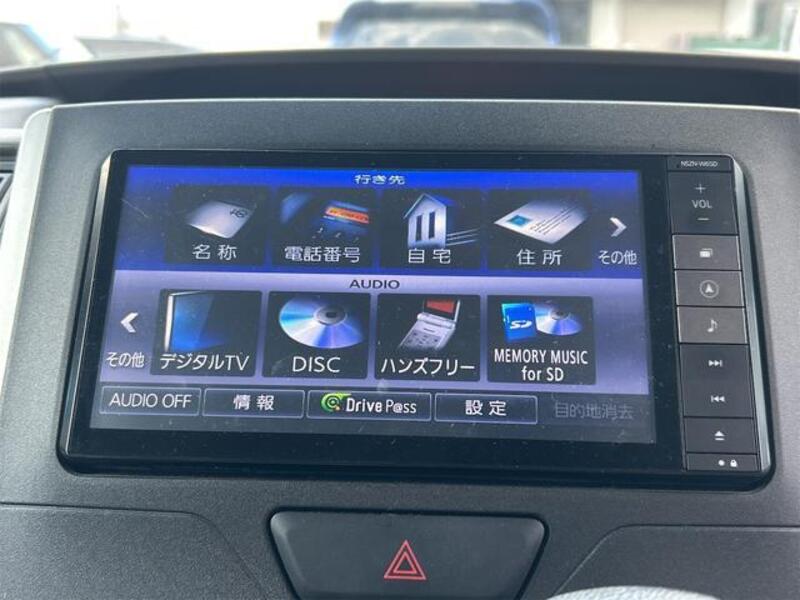 NSZN-W65D
行き先
名称 電話番号 自宅 住所 その他
AUDIO
その他 デジタルTV DISC ハンズフリー MEMORY MUSIC
for SD
AUDIO OFF 情報 Drive P@ss 設定 目的地消去
VOL